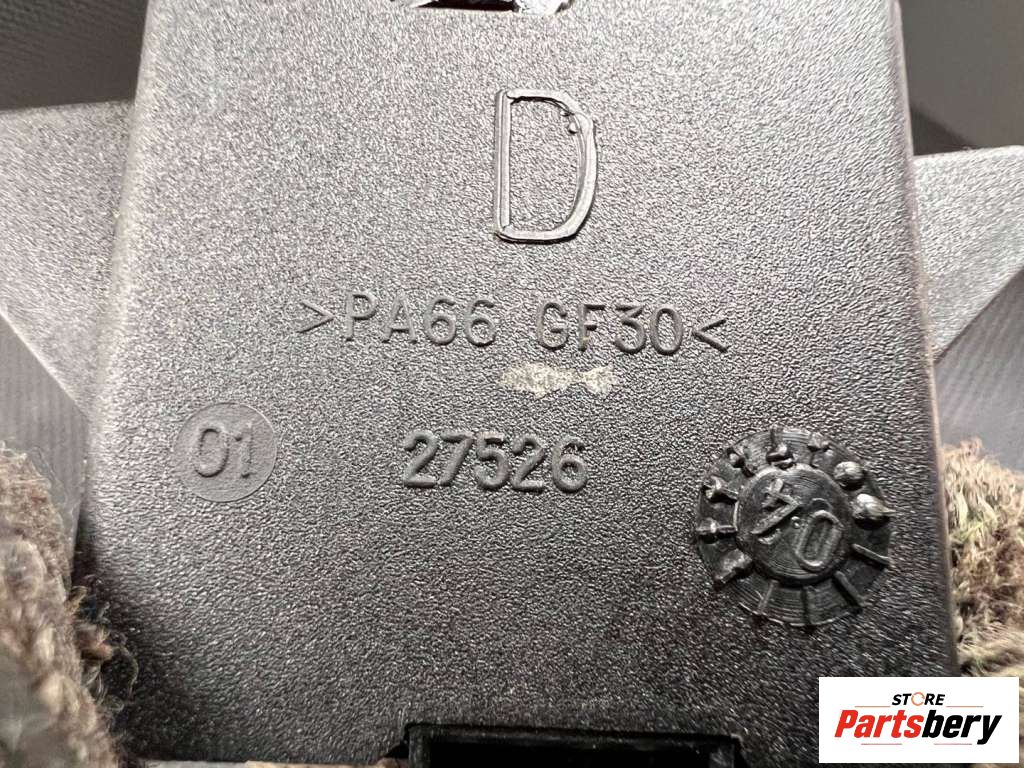 D
>PA66 GF30<
01
27526
04
STORE
Partsbery